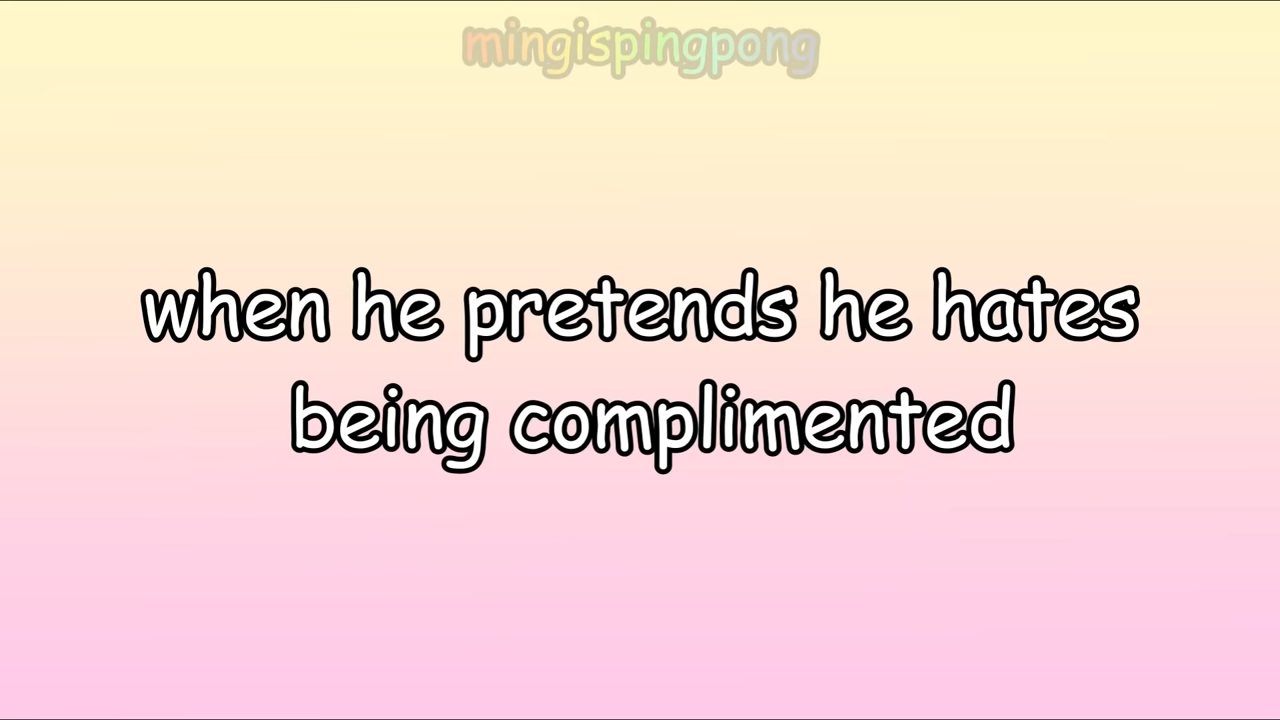 mingispingpong
when he pretends he hates
being complimented